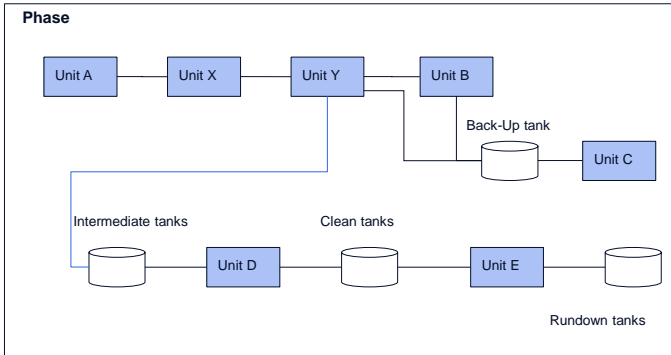 Phase
Unit A
Unit X
Unit Y
Unit B
Back-Up tank
Unit C
Intermediate tanks
Clean tanks
Unit D
Unit E
Rundown tanks